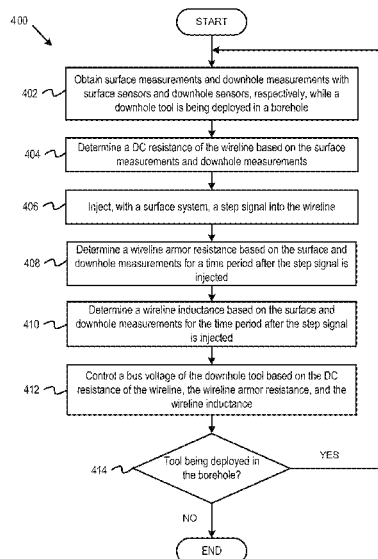 400
START
402
Obtain surface measurements and downhole measurements with
surface sensors and downhole sensors, respectively, while a
downhole tool is being deployed in a borehole
404
Determine a DC resistance of the wireline based on the surface
measurements and downhole measurements
406
Inject, with a surface system, a step signal into the wireline
408
Determine a wireline armor resistance based on the surface and
downhole measurements for a time period after the step signal is
injected
410
Determine a wireline inductance based on the surface and
downhole measurements for the time period after the step signal
is injected
412
Control a bus voltage of the downhole tool based on the DC
resistance of the wireline, the wireline armor resistance, and the
wireline inductance
414
Tool being deployed in
the borehole?
YES
NO
END